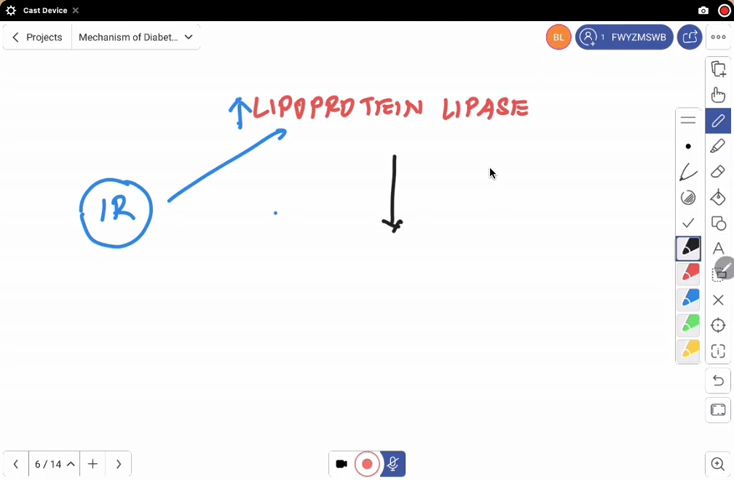 Cast Device
Projects
Mechanism of Diabet...
BL
1 FWYZMSWB
↑LIPOPROTEIN LIPASE
IR
A
6 / 14